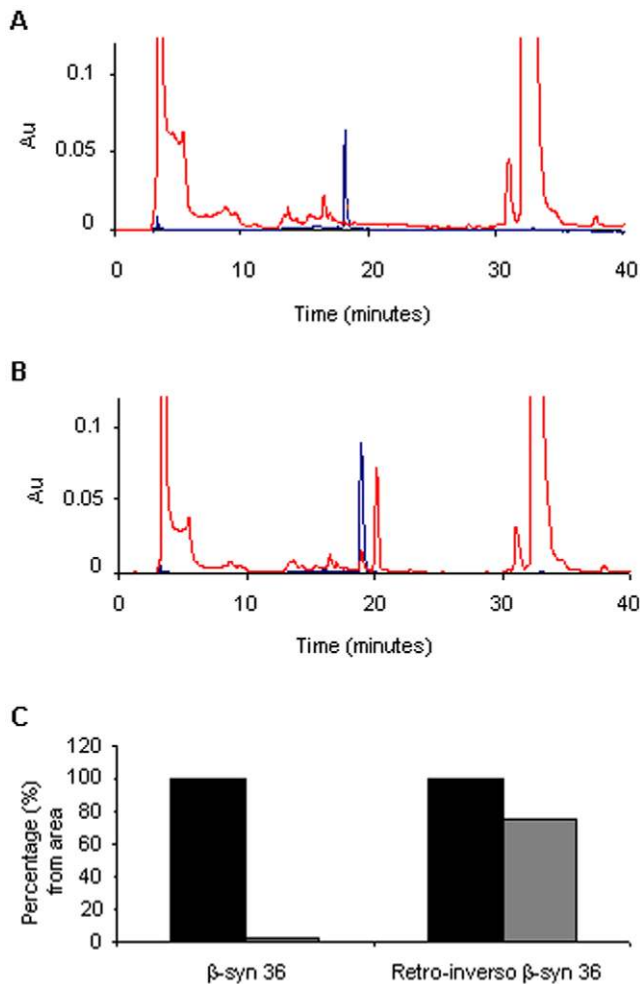 A
0.1
0.05
0
Au
0 10 20 30 40
Time (minutes)
B
0.1
0.05
0
Au
0 10 20 30 40
Time (minutes)
C
120
100
80
60
40
20
0
Percentage (%)
from area
β-syn 36 Retro-inverso β-syn 36